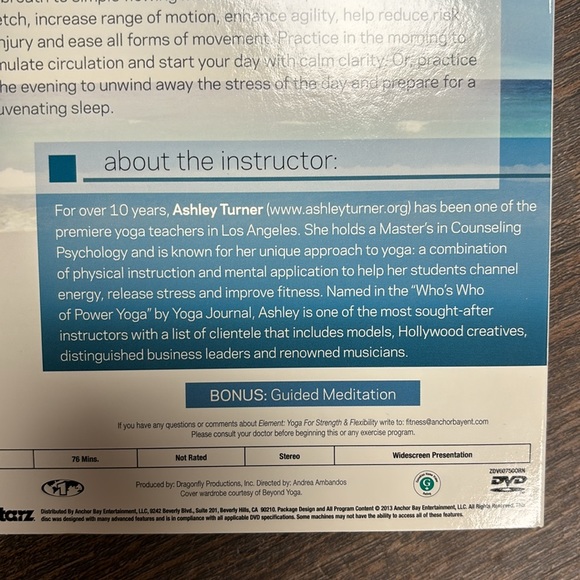 breath to simple flowing
etch, increase range of motion, enhance agility, help reduce risk
njury and ease all forms of movement. Practice in the morning to
mulate circulation and start your day with calm clarity. Or, practice
he evening to unwind away the stress of the day and prepare for a
uvenating sleep.
about the instructor:
For over 10 years, Ashley Turner (www.ashleyturner.org) has been one of the
premiere yoga teachers in Los Angeles. She holds a Master's in Counseling
Psychology and is known for her unique approach to yoga: a combination
of physical instruction and mental application to help her students channel
energy, release stress and improve fitness. Named in the "Who's Who
of Power Yoga" by Yoga Journal, Ashley is one of the most sought-after
instructors with a list of clientele that includes models, Hollywood creatives,
distinguished business leaders and renowned musicians.
BONUS: Guided Meditation
If you have any questions or comments about Element: Yoga For Strength & Flexibility write to: fitness@anchorbayent.com
Please consult your doctor before beginning this or any exercise program.
76 Mins. Not Rated Stereo Widescreen Presentation
Produced by: Dragonfly Productions, Inc. Directed by: Andrea Ambandos
Cover wardrobe courtesy of Beyond Yoga.
1
G
DVD
tarz
Distributed By Anchor Bay Entertainment, LLC, 9242 Beverly Blvd., Suite 201, Beverly Hills, CA 90210. Package Design and All Program Content © 2013 Anchor Bay Entertainment, LLC. All Rights Reserved. This
disc was designed with many advanced features and is in compliance with all applicable DVD specifications. Some machines may not have the ability to access all of these features.